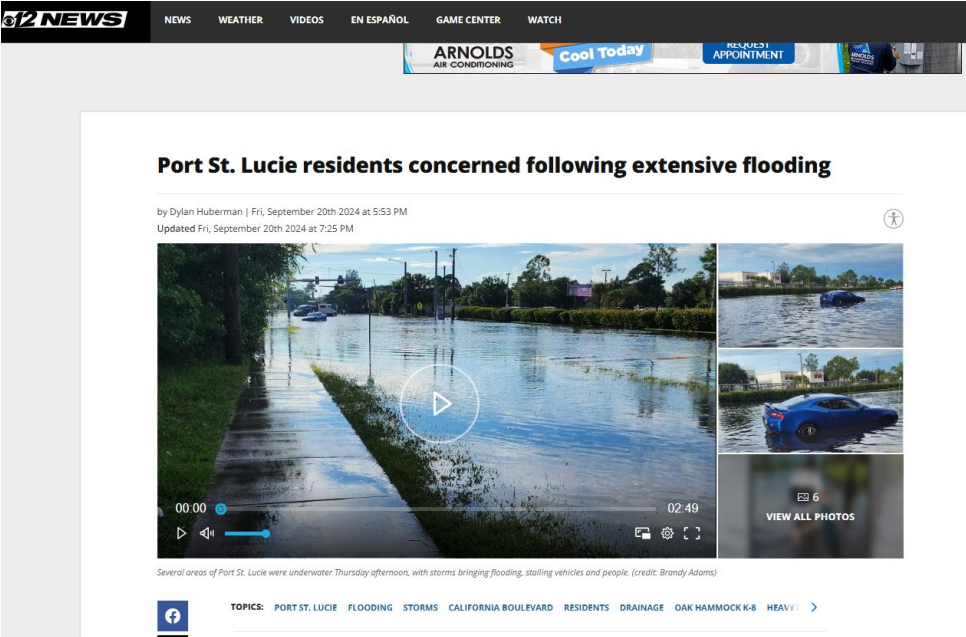 12 NEWS
NEWS WEATHER VIDEOS EN ESPAÑOL GAME CENTER WATCH
ARNOLDS
AIR CONDITIONING
Cool Today
REQUEST
APPOINTMENT
ARNOLDS
Port St. Lucie residents concerned following extensive flooding
by Dylan Huberman | Fri, September 20th 2024 at 5:53 PM
Updated Fri, September 20th 2024 at 7:25 PM
00:00 02:49
6
VIEW ALL PHOTOS
Several areas of Port St. Lucie were underwater Thursday afternoon, with storms bringing flooding, stalling vehicles and people. (credit: Brandy Adams)
TOPICS: PORT ST. LUCIE FLOODING STORMS CALIFORNIA BOULEVARD RESIDENTS DRAINAGE OAK HAMMOCK K-8 HEAVY